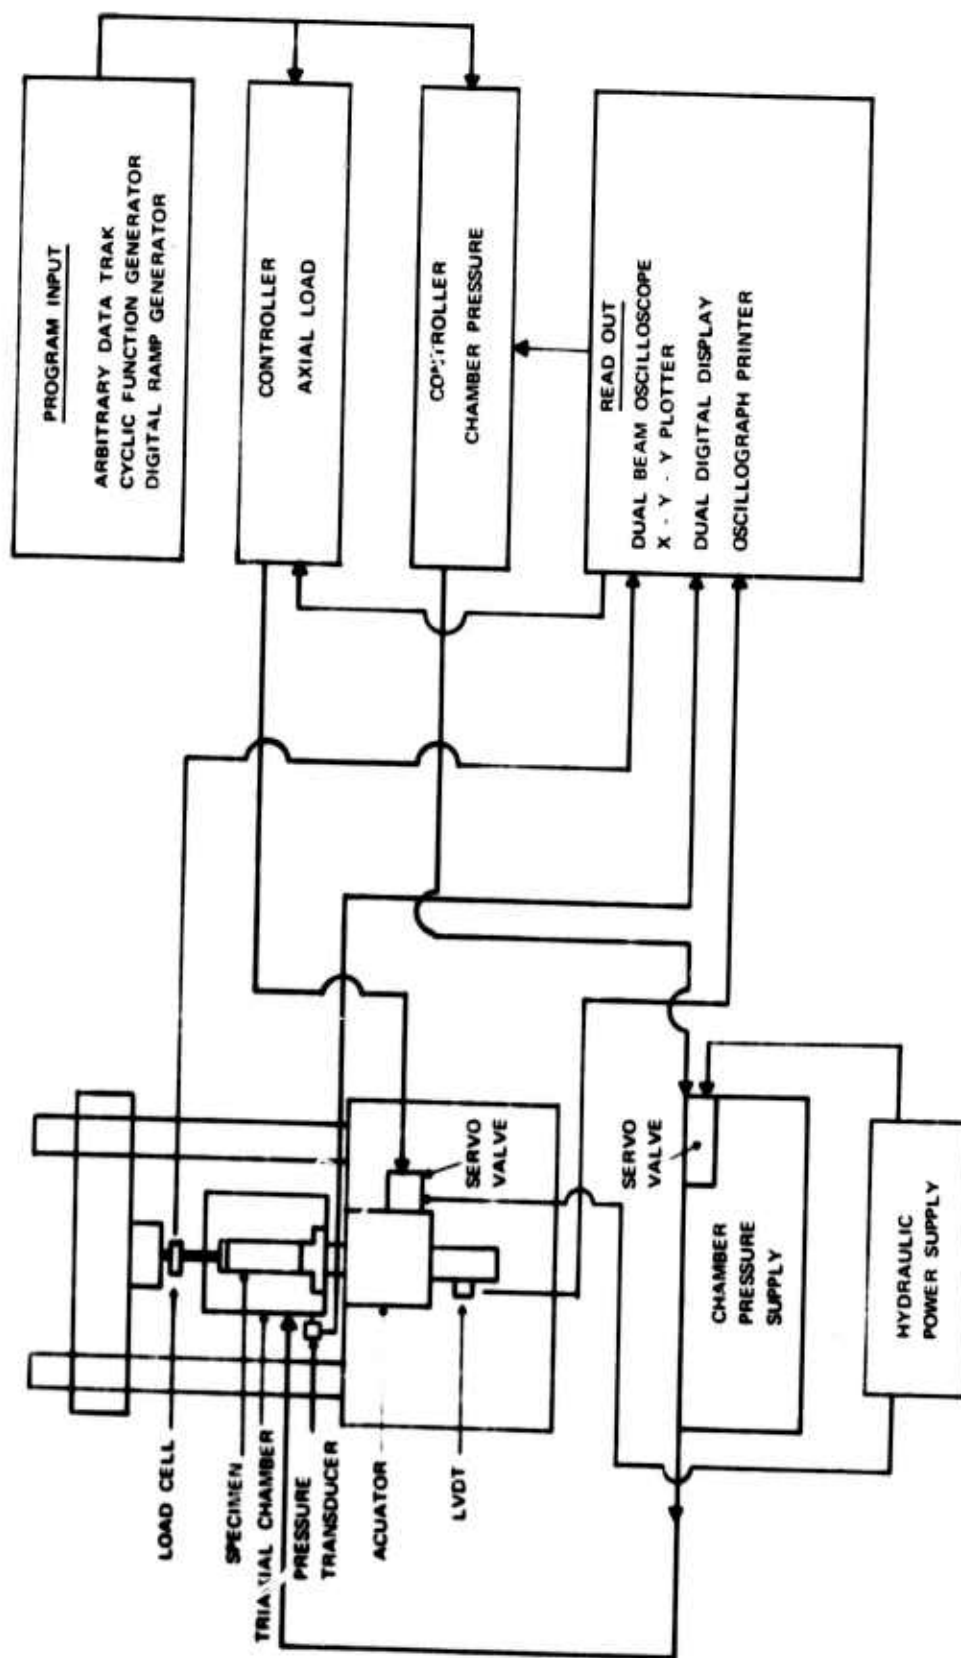 PROGRAM INPUT
ARBITRARY DATA TRAK
CYCLIC FUNCTION GENERATOR
DIGITAL RAMP GENERATOR
CONTROLLER
AXIAL LOAD
CONTROLLER
CHAMBER PRESSURE
READ OUT
DUAL BEAM OSCILLOSCOPE
X - Y - Y PLOTTER
DUAL DIGITAL DISPLAY
OSCILLOGRAPH PRINTER
LOAD CELL
SPECIMEN
TRIAXIAL CHAMBER
PRESSURE
TRANSDUCER
ACUATOR
LVDT
SERVO
VALVE
SERVO
VALVE
CHAMBER
PRESSURE
SUPPLY
HYDRAULIC
POWER SUPPLY